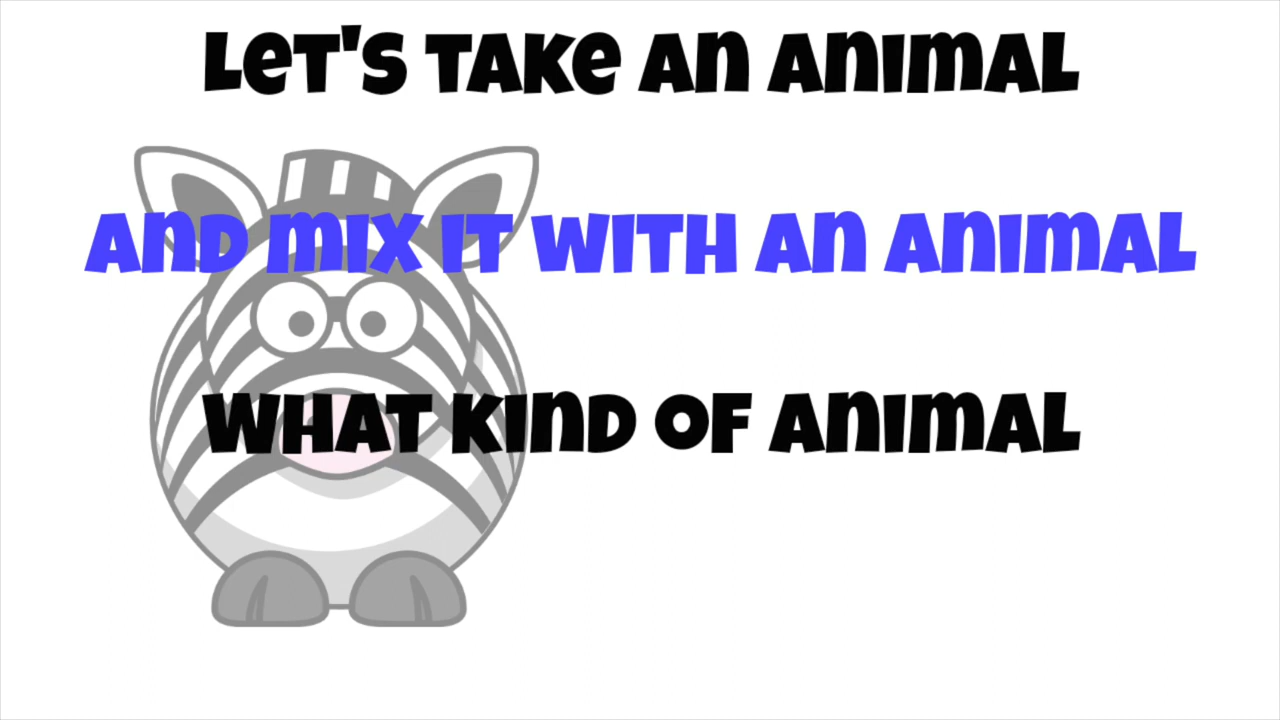 LET'S TAKE AN ANIMAL
AND MIX IT WITH AN ANIMAL
WHAT KIND OF ANIMAL